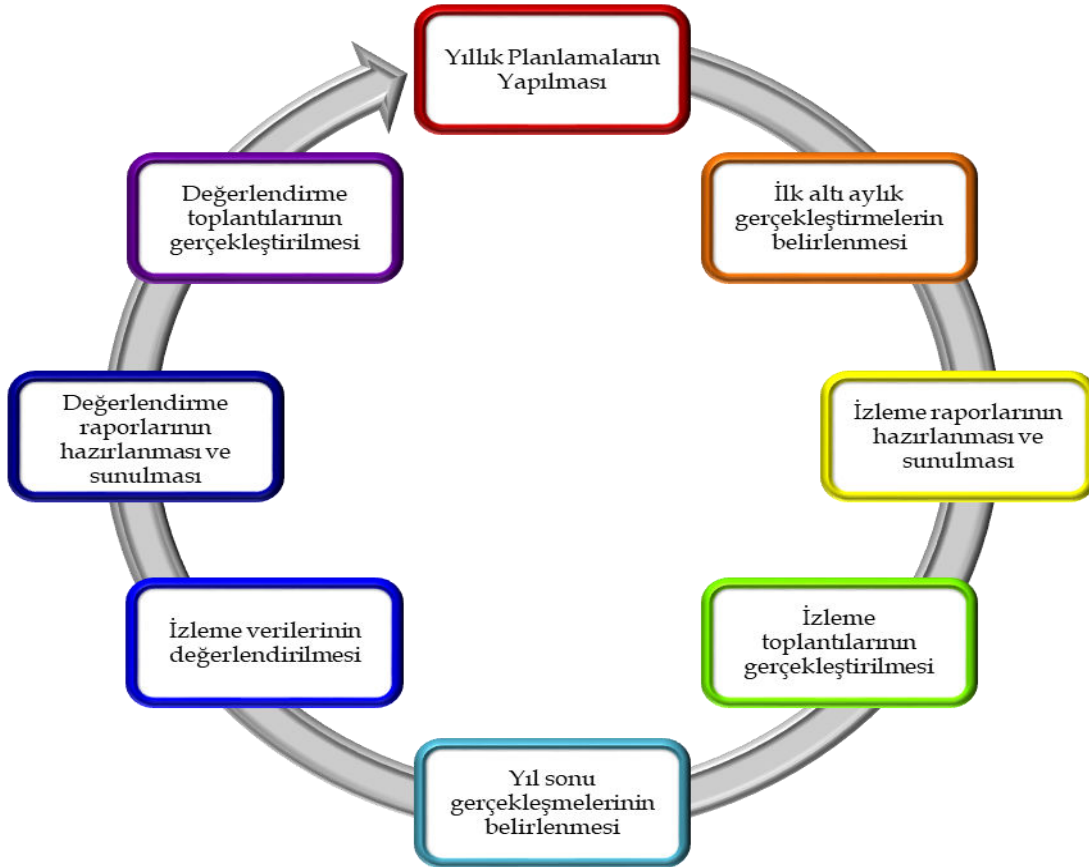 Yıllık Planlamaların
Yapılması
İlk altı aylık
gerçekleştirmelerin
belirlenmesi
İzleme raporlarının
hazırlanması ve
sunulması
İzleme
toplantılarının
gerçekleştirilmesi
Yıl sonu
gerçekleşmelerinin
belirlenmesi
İzleme verilerinin
değerlendirilmesi
Değerlendirme
raporlarının
hazırlanması ve
sunulması
Değerlendirme
toplantılarının
gerçekleştirilmesi